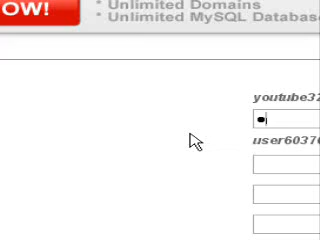 OW!
* Unlimited Domains
* Unlimited MySQL Databas
youtube32
user6037